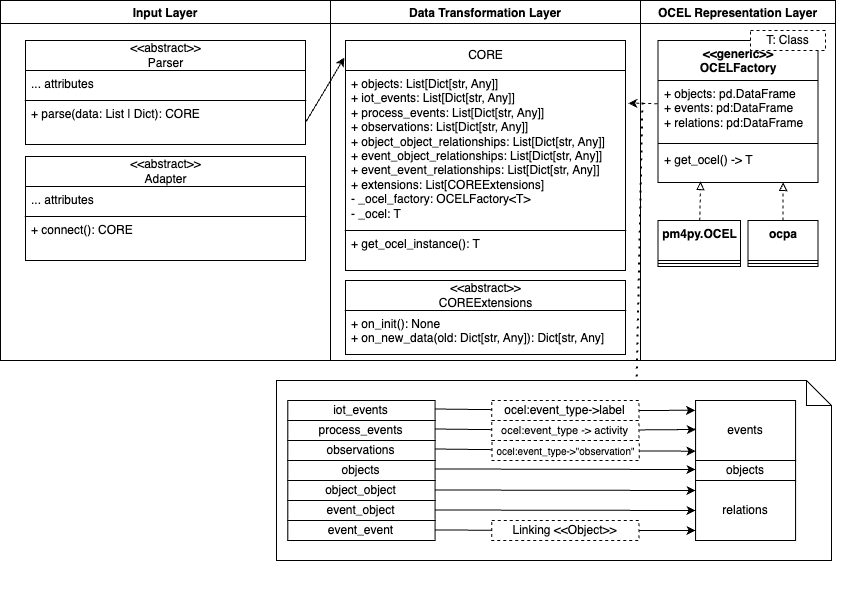 Input Layer
Data Transformation Layer
OCEL Representation Layer
<<abstract>>
Parser
... attributes
+ parse(data: List | Dict): CORE
<<abstract>>
Adapter
... attributes
+ connect(): CORE
CORE
+ objects: List[Dict[str, Any]]
+ iot_events: List[Dict[str, Any]]
+ process_events: List[Dict[str, Any]]
+ observations: List[Dict[str, Any]]
+ object_object_relationships: List[Dict[str, Any]]
+ event_object_relationships: List[Dict[str, Any]]
+ event_event_relationships: List[Dict[str, Any]]
+ extensions: List[COREExtensions]
- _ocel_factory: OCELFactory<T>
- _ocel: T
+ get_ocel_instance(): T
<<abstract>>
COREExtensions
+ on_init(): None
+ on_new_data(old: Dict[str, Any]): Dict[str, Any]
T: Class
<<generic>>
OCELFactory
+ objects: pd.DataFrame
+ events: pd:DataFrame
+ relations: pd:DataFrame
+ get_ocel() -> T
pm4py.OCEL
ocpa
iot_events
process_events
observations
objects
object_object
event_object
event_event
ocel:event_type->label
ocel:event_type -> activity
ocel:event_type->"observation"
Linking <<Object>>
events
objects
relations